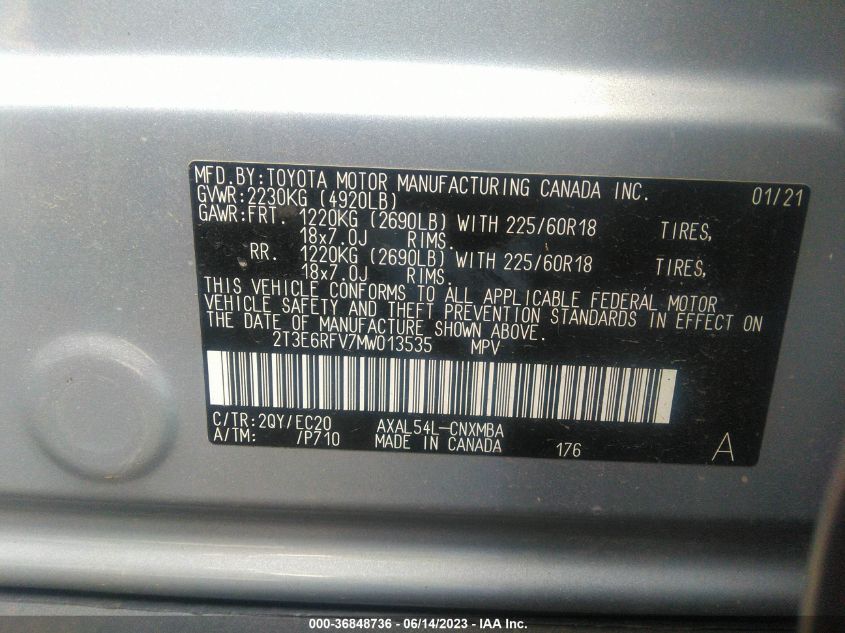 MFD.BY:TOYOTA MOTOR MANUFACTURING CANADA INC. 01/21
GVWR:2230KG (4920LB)
GAWR:FRT. 1220KG (2690LB) WITH 225/60R18 TIRES,
18x7.0J RIMS.
RR. 1220KG (2690LB) WITH 225/60R18 TIRES,
18x7.0J RIMS.
THIS VEHICLE CONFORMS TO ALL APPLICABLE FEDERAL MOTOR
VEHICLE SAFETY AND THEFT PREVENTION STANDARDS IN EFFECT ON
THE DATE OF MANUFACTURE SHOWN ABOVE.
2T3E6RFV7MW013535 MPV
C/TR:2QY/EC20 AXAL54L-CNXMBA
A/TM: /P710 MADE IN CANADA 176 A
000-36848736 - 06/14/2023 - IAA Inc.